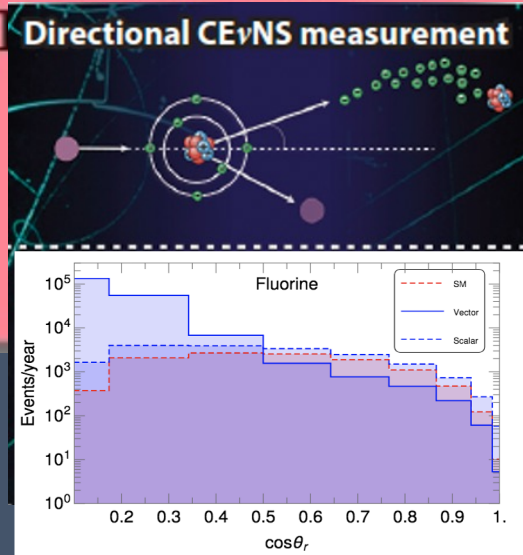 Directional CEνNS measurement
Fluorine
SM
Vector
Scalar
Events/year
10⁵
10⁴
10³
10²
10¹
10⁰
0.2 0.3 0.4 0.5 0.6 0.7 0.8 0.9 1.
cosθᵣ